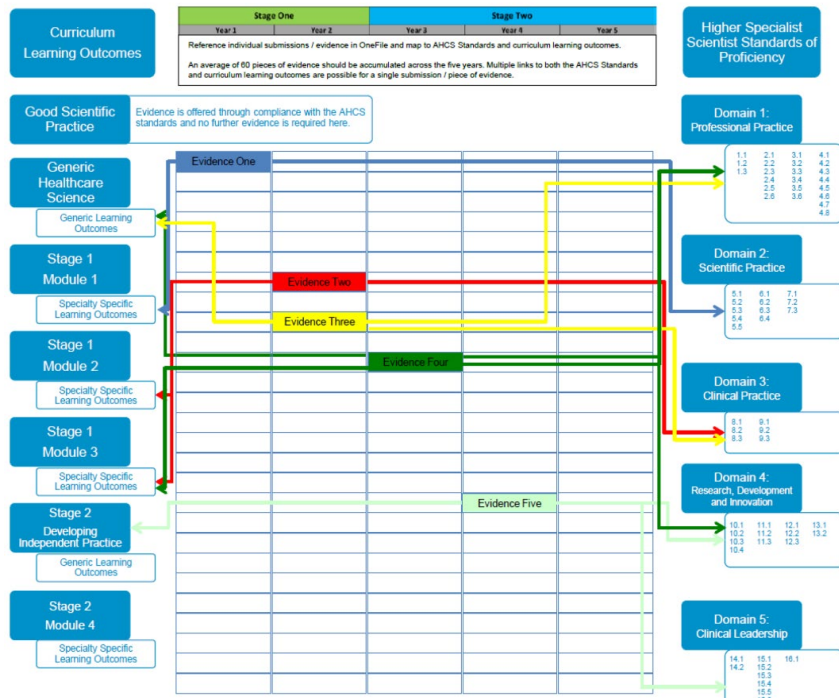 Curriculum
Learning Outcomes
Stage One
Stage Two
Year 1
Year 2
Year 3
Year 4
Year 5
Reference individual submissions / evidence in OneFile and map to AHCS Standards and curriculum learning outcomes.
An average of 60 pieces of evidence should be accumulated across the five years. Multiple links to both the AHCS Standards
and curriculum learning outcomes are possible for a single submission / piece of evidence.
Higher Specialist
Scientist Standards of
Proficiency
Good Scientific
Practice
Evidence is offered through compliance with the AHCS
standards and no further evidence is required here.
Generic
Healthcare
Science
Generic Learning
Outcomes
Stage 1
Module 1
Specialty Specific
Learning Outcomes
Stage 1
Module 2
Specialty Specific
Learning Outcomes
Stage 1
Module 3
Specialty Specific
Learning Outcomes
Stage 2
Developing
Independent Practice
Generic Learning
Outcomes
Stage 2
Module 4
Specialty Specific
Learning Outcomes
Evidence One
Evidence Two
Evidence Three
Evidence Four
Evidence Five
Domain 1:
Professional Practice
1.1 2.1 3.1 4.1
1.2 2.2 3.2 4.2
1.3 2.3 3.3 4.3
2.4 3.4 4.4
2.5 3.5 4.5
2.6 3.6 4.6
4.7
4.8
Domain 2:
Scientific Practice
5.1 6.1 7.1
5.2 6.2 7.2
5.3 6.3 7.3
5.4 6.4
5.5
Domain 3:
Clinical Practice
8.1 9.1
8.2 9.2
8.3 9.3
Domain 4:
Research, Development
and Innovation
10.1 11.1 12.1 13.1
10.2 11.2 12.2 13.2
10.3 11.3 12.3
10.4
Domain 5:
Clinical Leadership
14.1 15.1 16.1
14.2 15.2
15.3
15.4
15.5